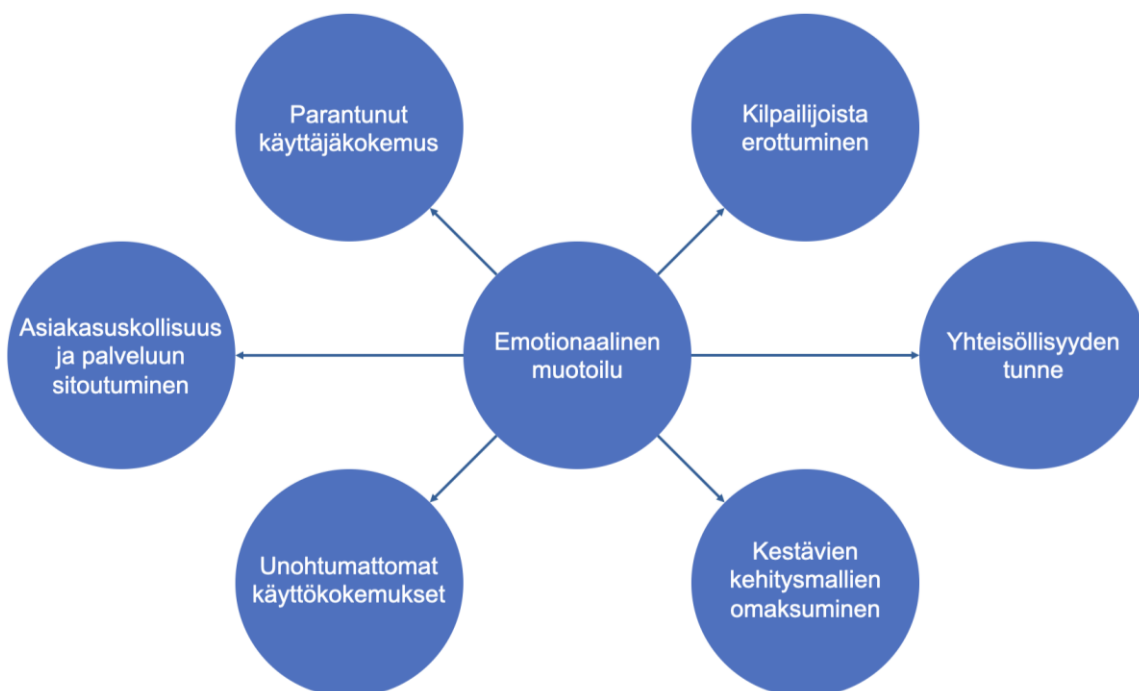 Parantunut
käyttäjäkokemus
Kilpailijoista
erottuminen
Asiakasuskollisuus
ja palveluun
sitoutuminen
Emotionaalinen
muotoilu
Yhteisöllisyyden
tunne
Unohtumattomat
käyttökokemukset
Kestävien
kehitysmallien
omaksuminen